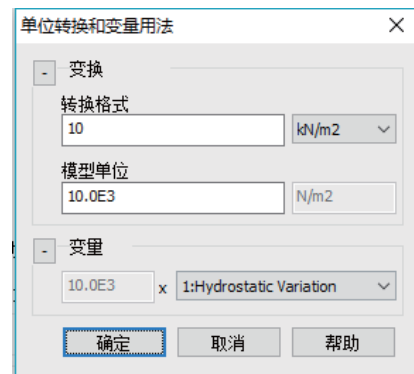 单位转换和变量用法
- 变换
转换格式
10 kN/m2
模型单位
10.0E3 N/m2
- 变量
10.0E3 x 1:Hydrostatic Variation
确定 取消 帮助